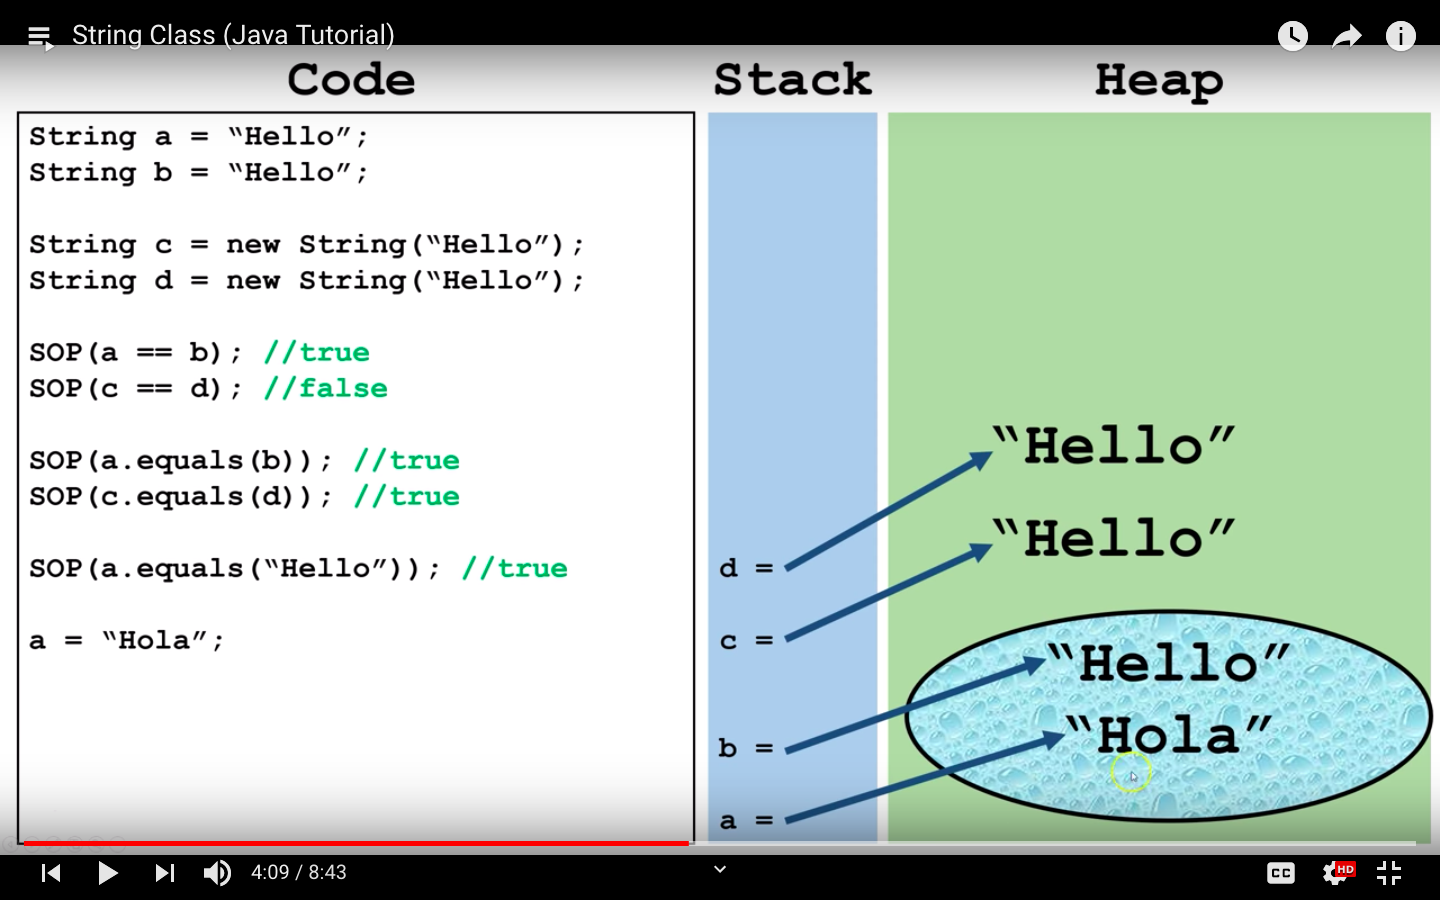 String Class (Java Tutorial)
Code
Stack
Heap
String a = “Hello”;
String b = “Hello”;
String c = new String(“Hello”);
String d = new String(“Hello”);
SOP(a == b); //true
SOP(c == d); //false
SOP(a.equals(b)); //true
SOP(c.equals(d)); //true
SOP(a.equals(“Hello”)); //true
a = “Hola”;
d =
c =
b =
a =
“Hello”
“Hello”
“Hello”
“Hola”
4:09 / 8:43
CC
HD